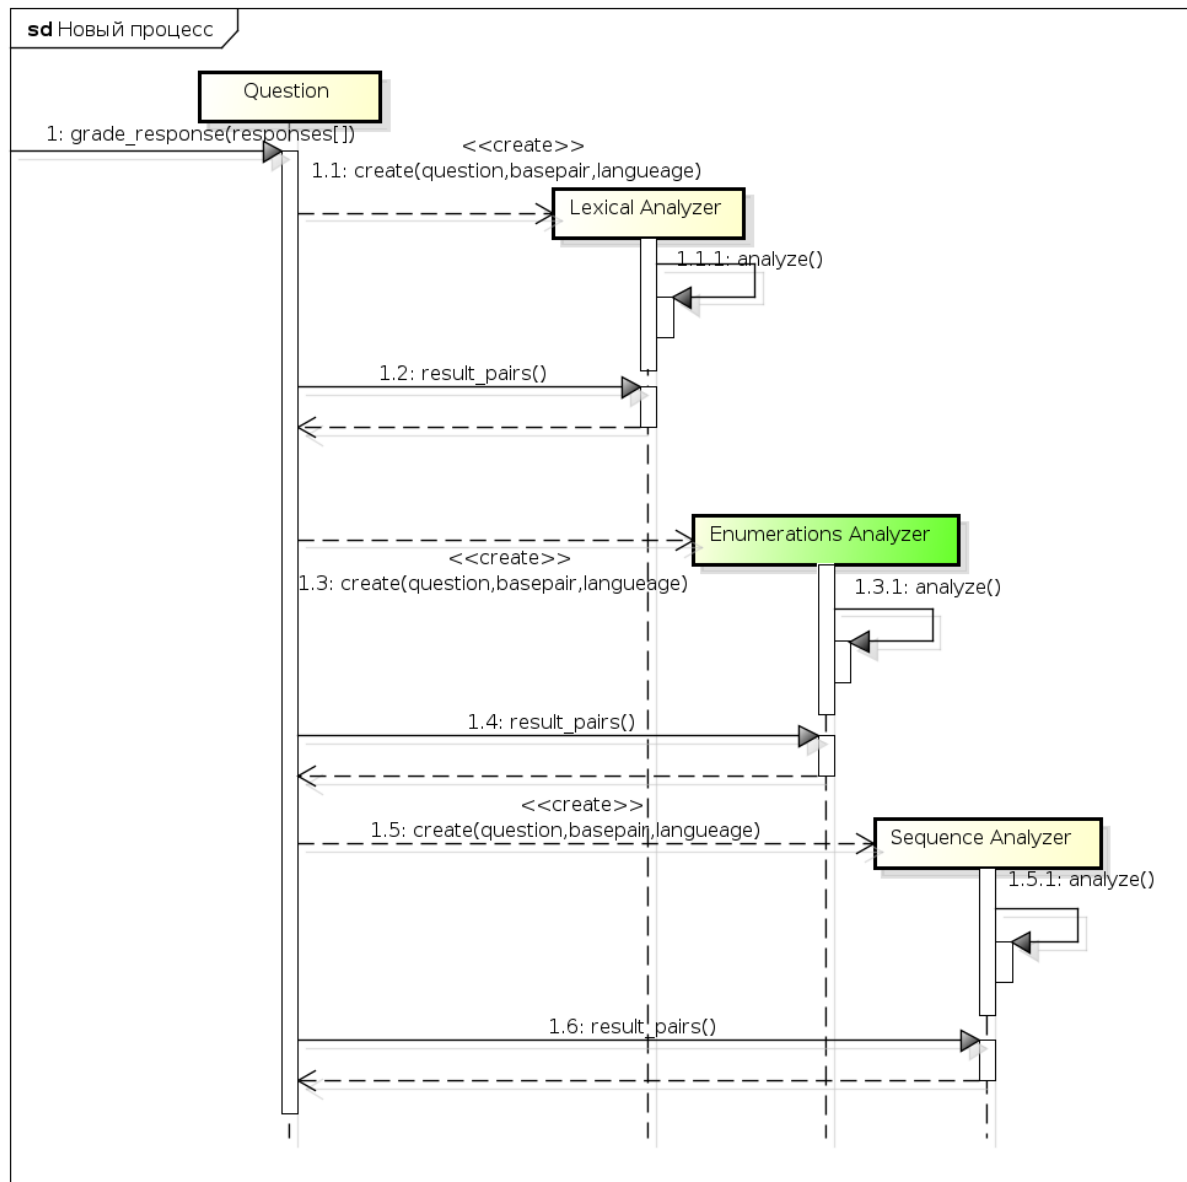 sd Новый процесс
Question
1: grade_response(responses[])
<<create>>
1.1: create(question,basepair,langueage)
Lexical Analyzer
1.1.1: analyze()
1.2: result_pairs()
Enumerations Analyzer
<<create>>
1.3: create(question,basepair,langueage)
1.3.1: analyze()
1.4: result_pairs()
<<create>>
1.5: create(question,basepair,langueage)
Sequence Analyzer
1.5.1: analyze()
1.6: result_pairs()